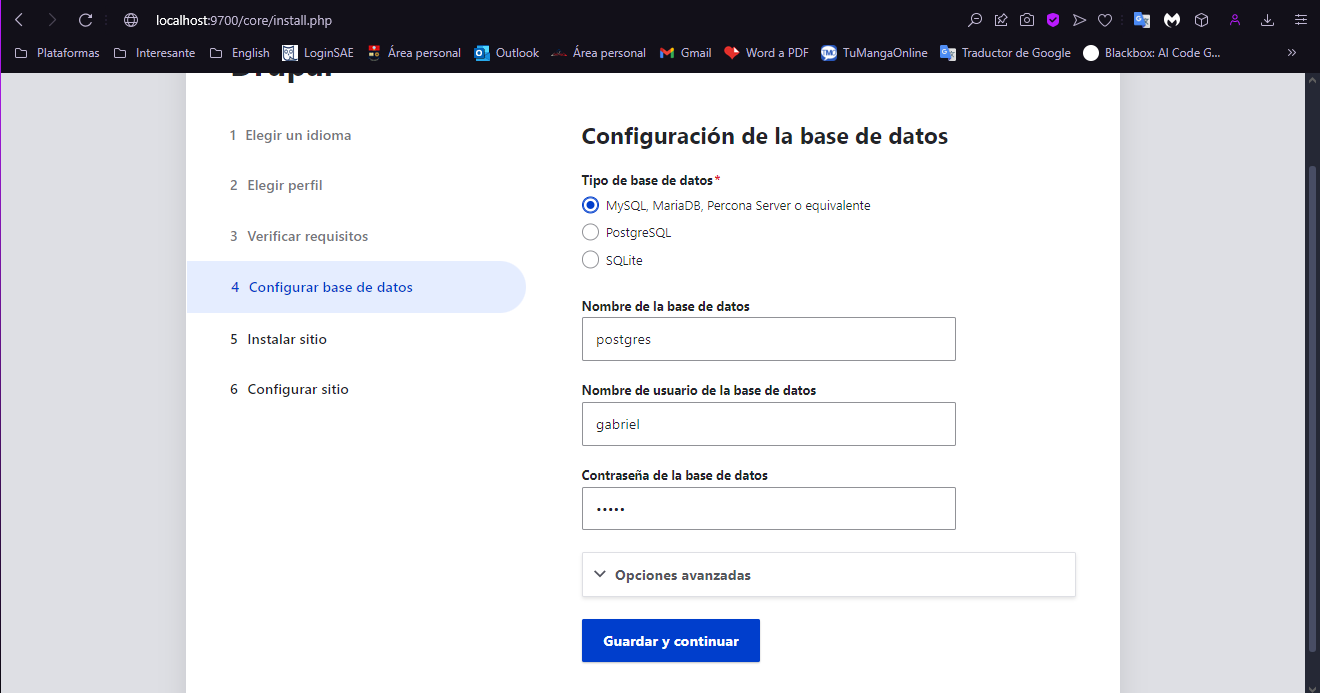 localhost:9700/core/install.php
Plataformas Interesante English LoginSAE Área personal Outlook Área personal Gmail Word a PDF TuMangaOnline Traductor de Google Blackbox: AI Code G... »
Drupal
1 Elegir un idioma
2 Elegir perfil
3 Verificar requisitos
4 Configurar base de datos
5 Instalar sitio
6 Configurar sitio
Configuración de la base de datos
Tipo de base de datos*
MySQL, MariaDB, Percona Server o equivalente
PostgreSQL
SQLite
Nombre de la base de datos
postgres
Nombre de usuario de la base de datos
gabriel
Contraseña de la base de datos
•••••
Opciones avanzadas
Guardar y continuar